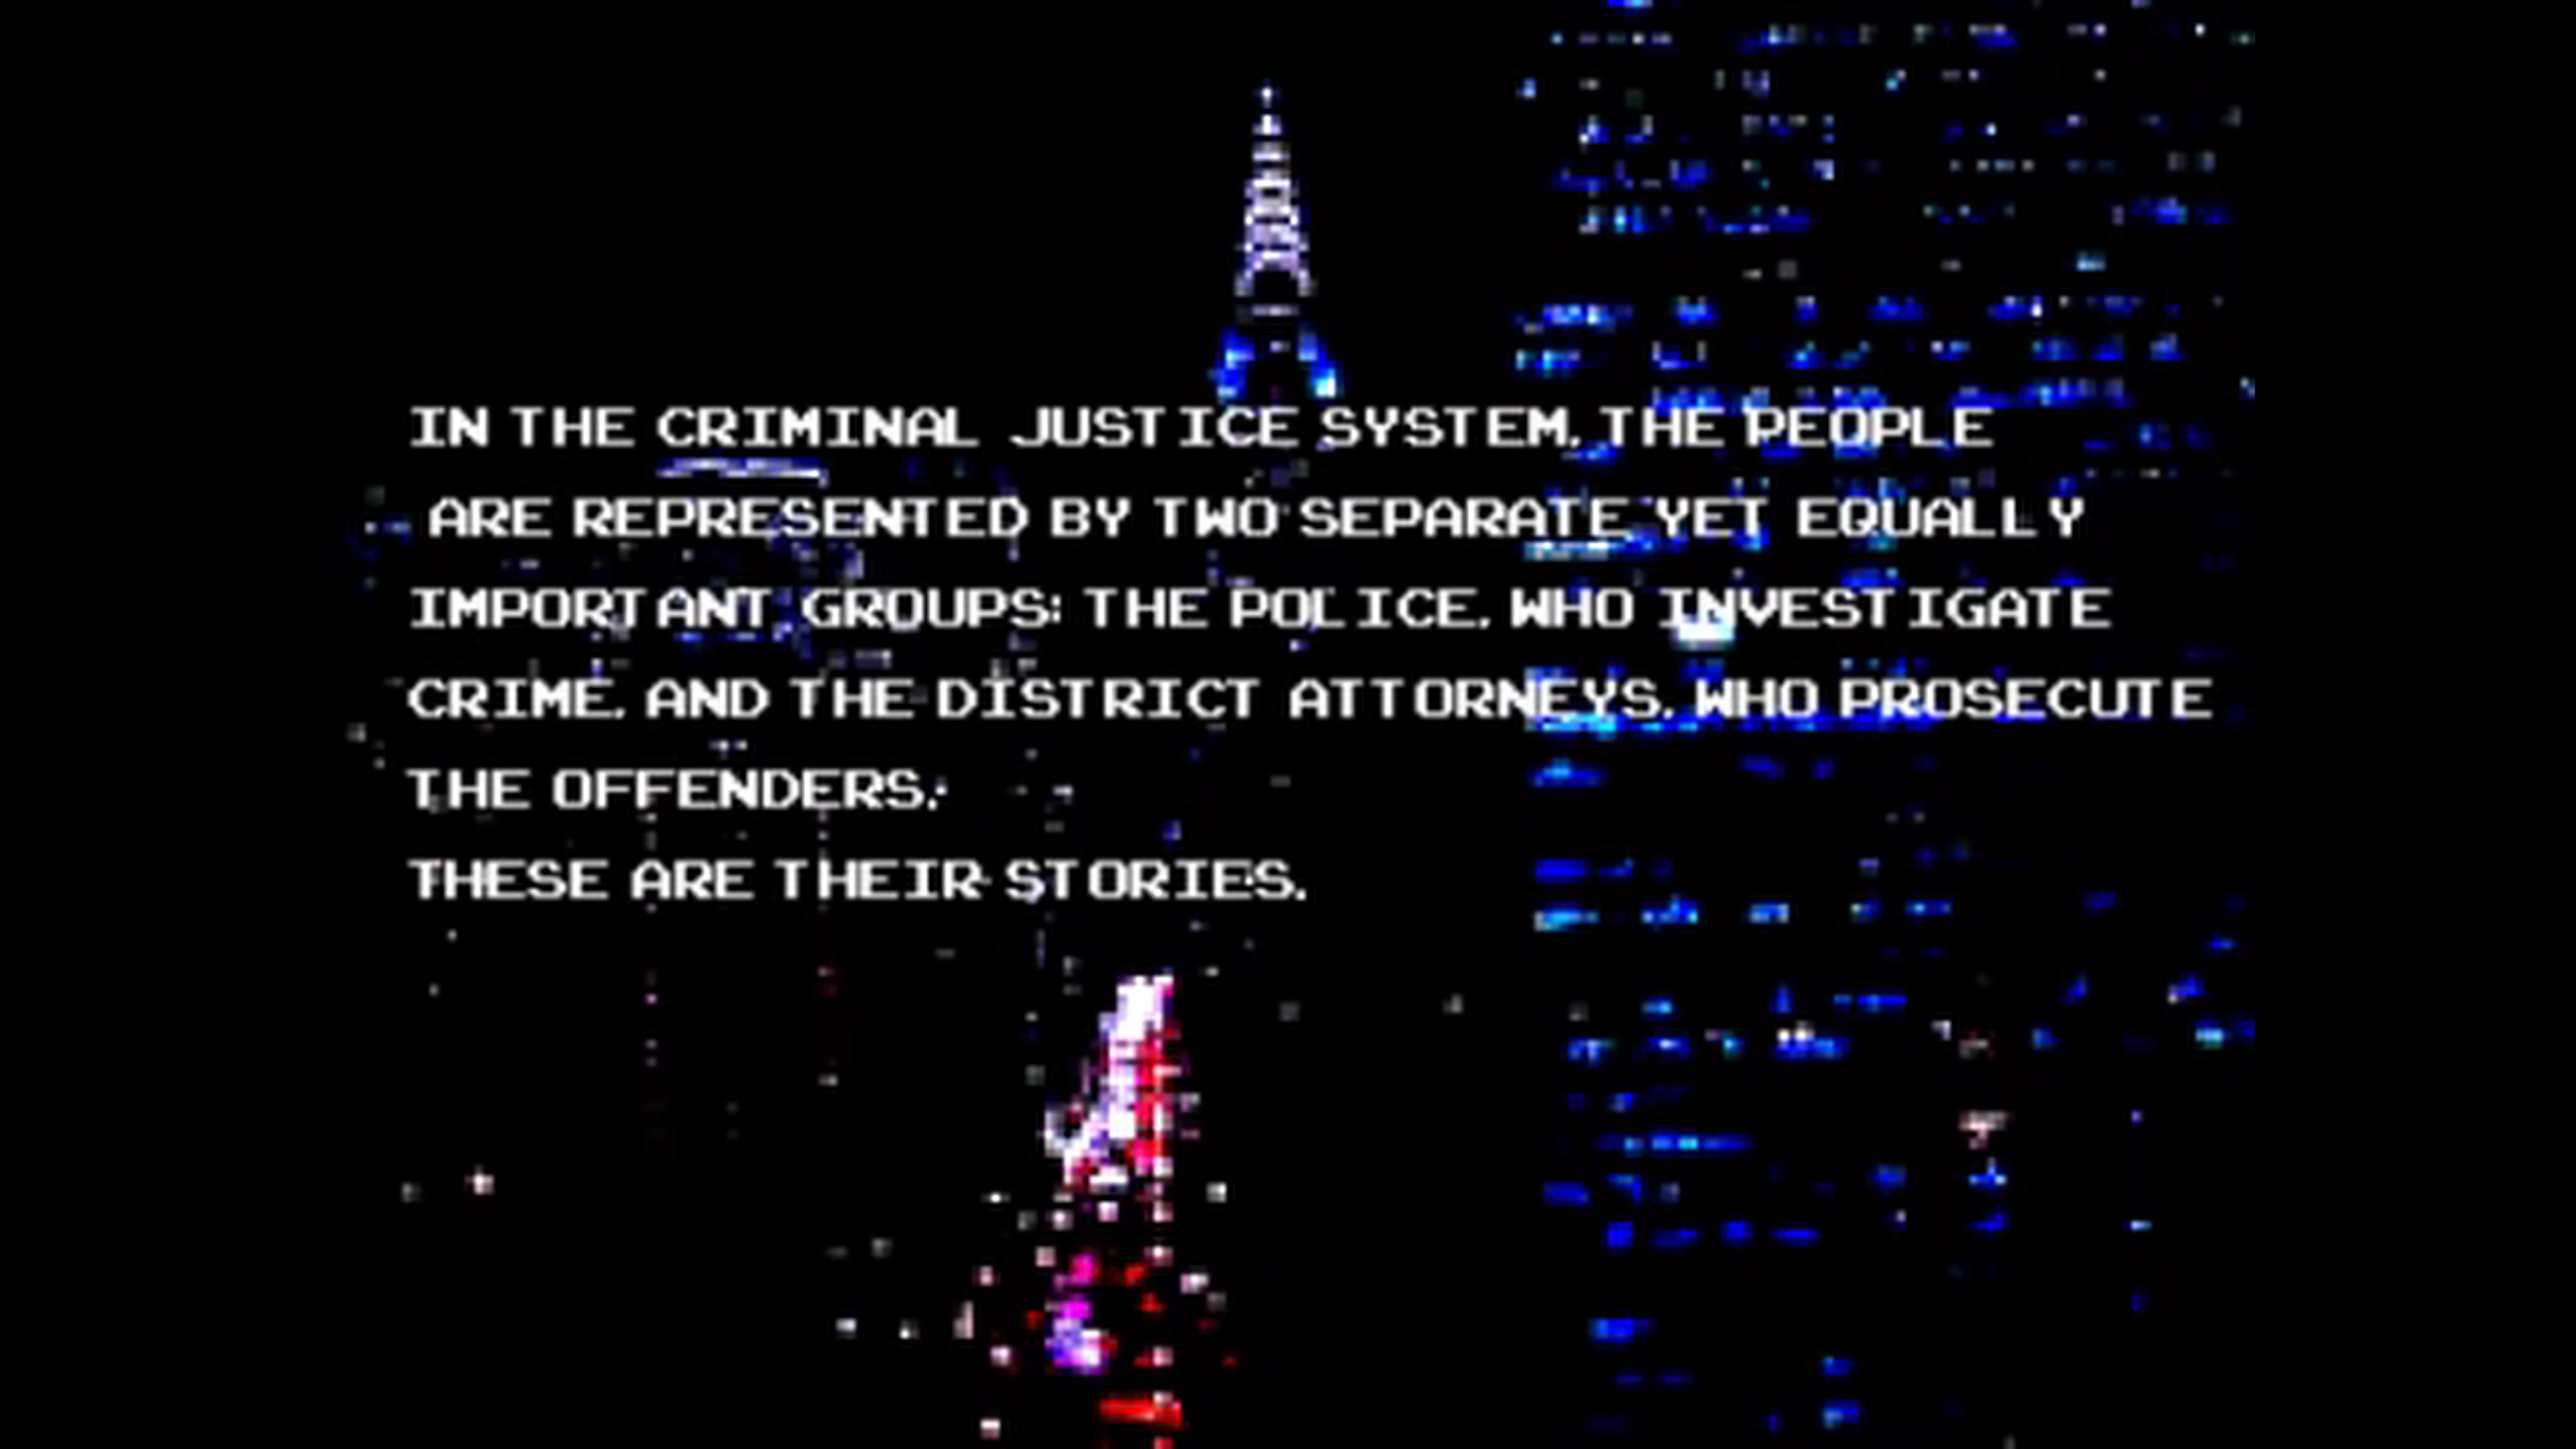 IN THE CRIMINAL JUSTICE SYSTEM, THE PEOPLE
ARE REPRESENTED BY TWO SEPARATE YET EQUALLY
IMPORTANT GROUPS: THE POLICE, WHO INVESTIGATE
CRIME, AND THE DISTRICT ATTORNEYS, WHO PROSECUTE
THE OFFENDERS.
THESE ARE THEIR STORIES.